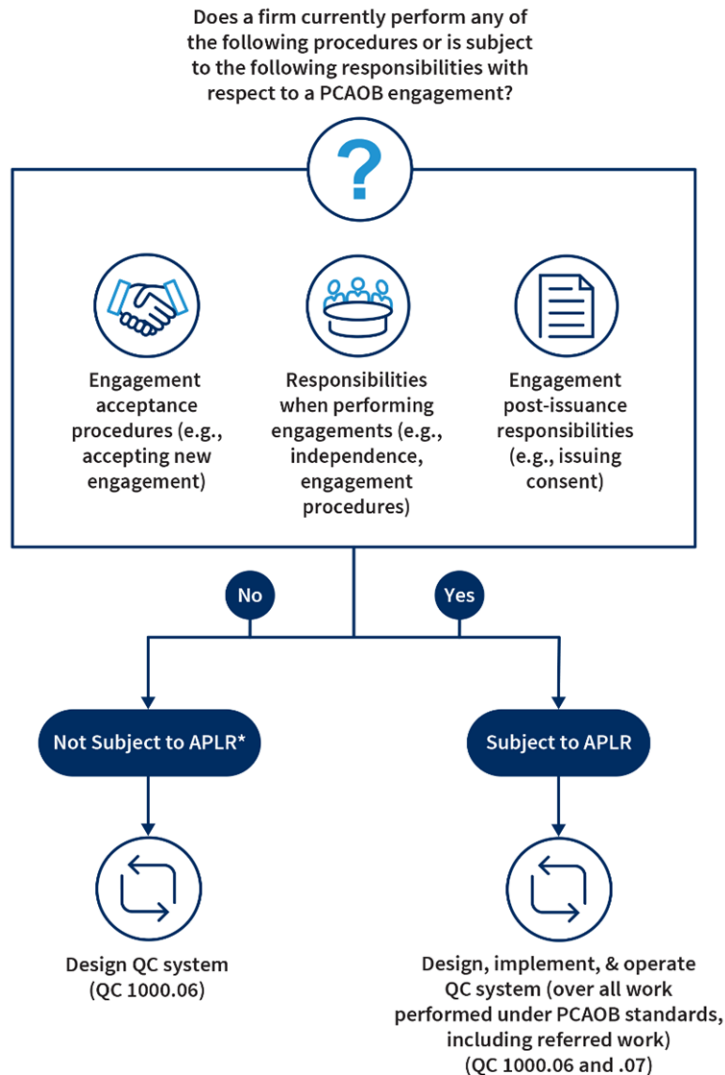 Does a firm currently perform any of
the following procedures or is subject
to the following responsibilities with
respect to a PCAOB engagement?
?
Engagement
acceptance
procedures (e.g.,
accepting new
engagement)
Responsibilities
when performing
engagements (e.g.,
independence,
engagement
procedures)
Engagement
post-issuance
responsibilities
(e.g., issuing
consent)
No
Yes
Not Subject to APLR*
Subject to APLR
Design QC system
(QC 1000.06)
Design, implement, & operate
QC system (over all work
performed under PCAOB standards,
including referred work)
(QC 1000.06 and .07)